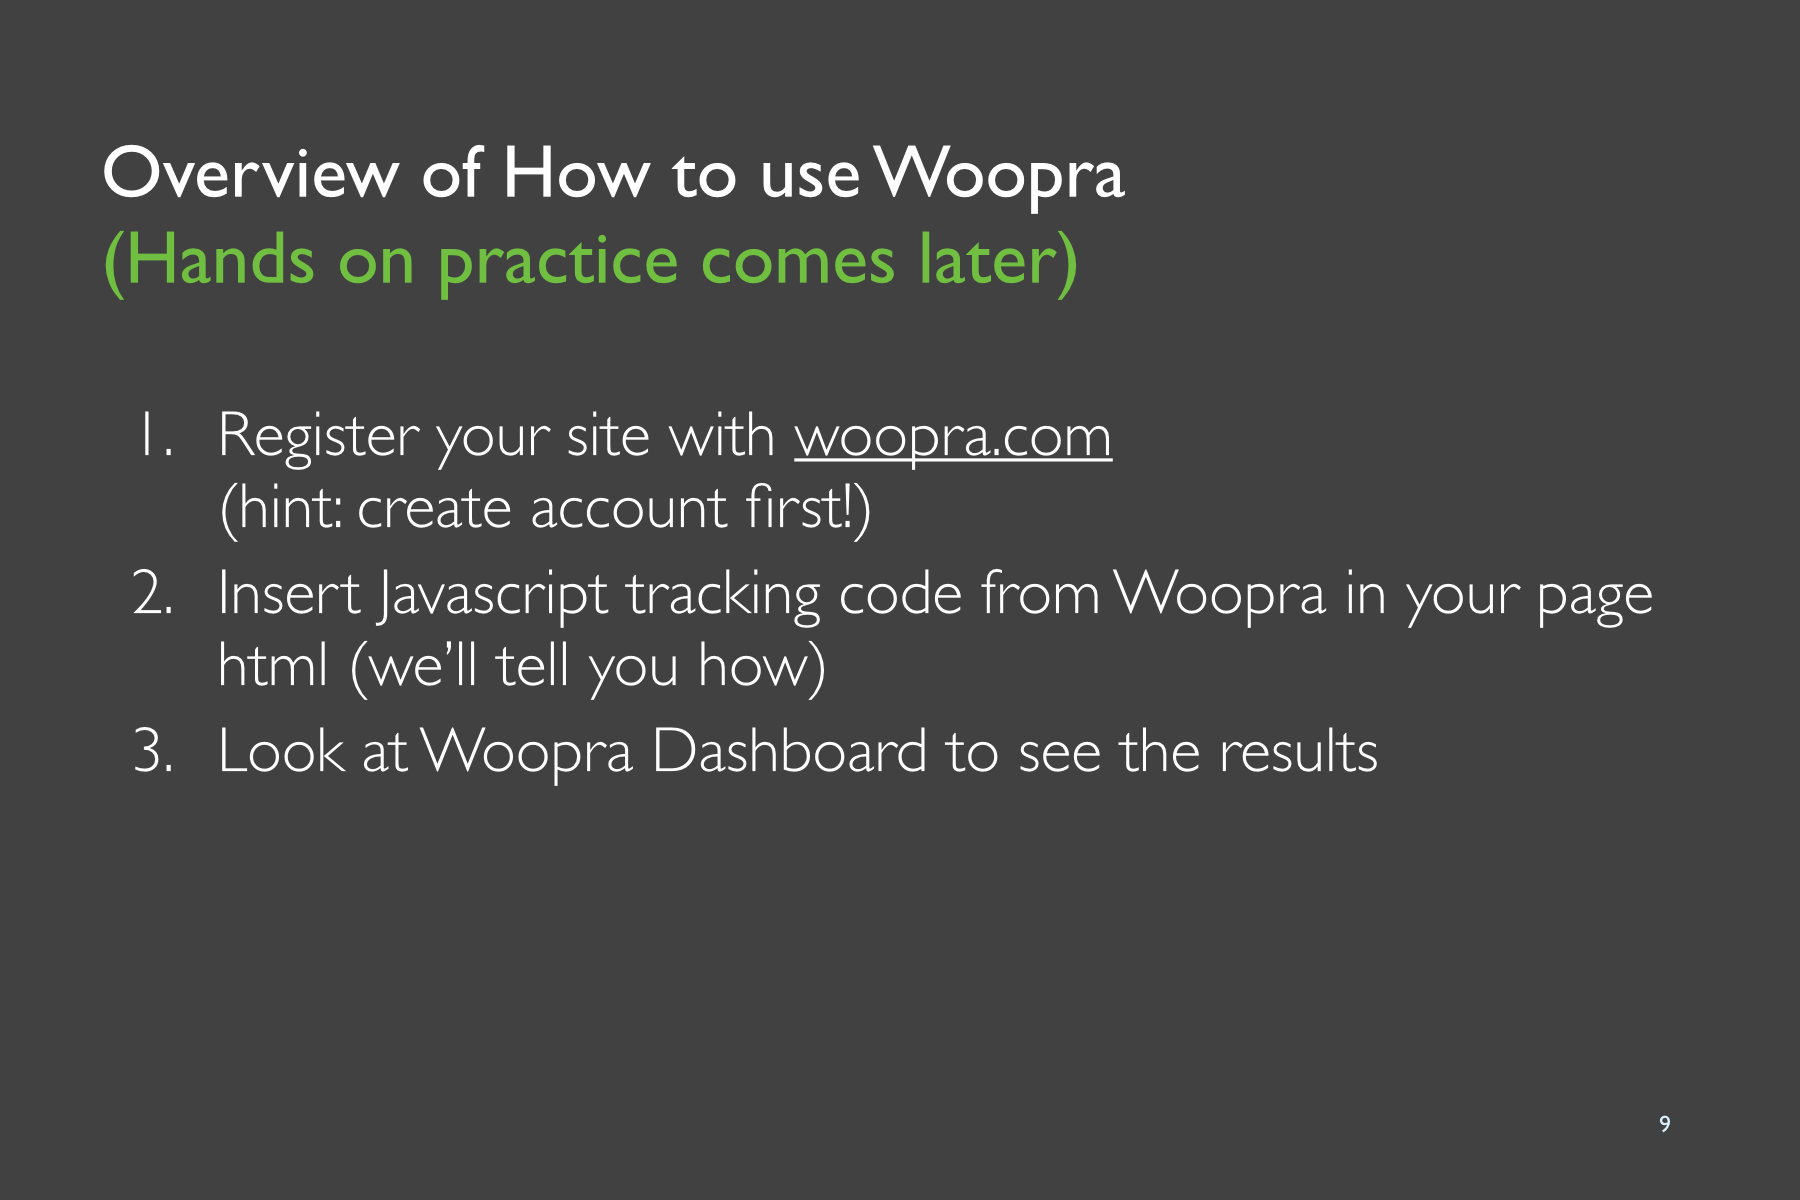 Overview of How to use Woopra
(Hands on practice comes later)
1. Register your site with woopra.com
(hint: create account first!)
2. Insert Javascript tracking code from Woopra in your page
html (we’ll tell you how)
3. Look at Woopra Dashboard to see the results
9